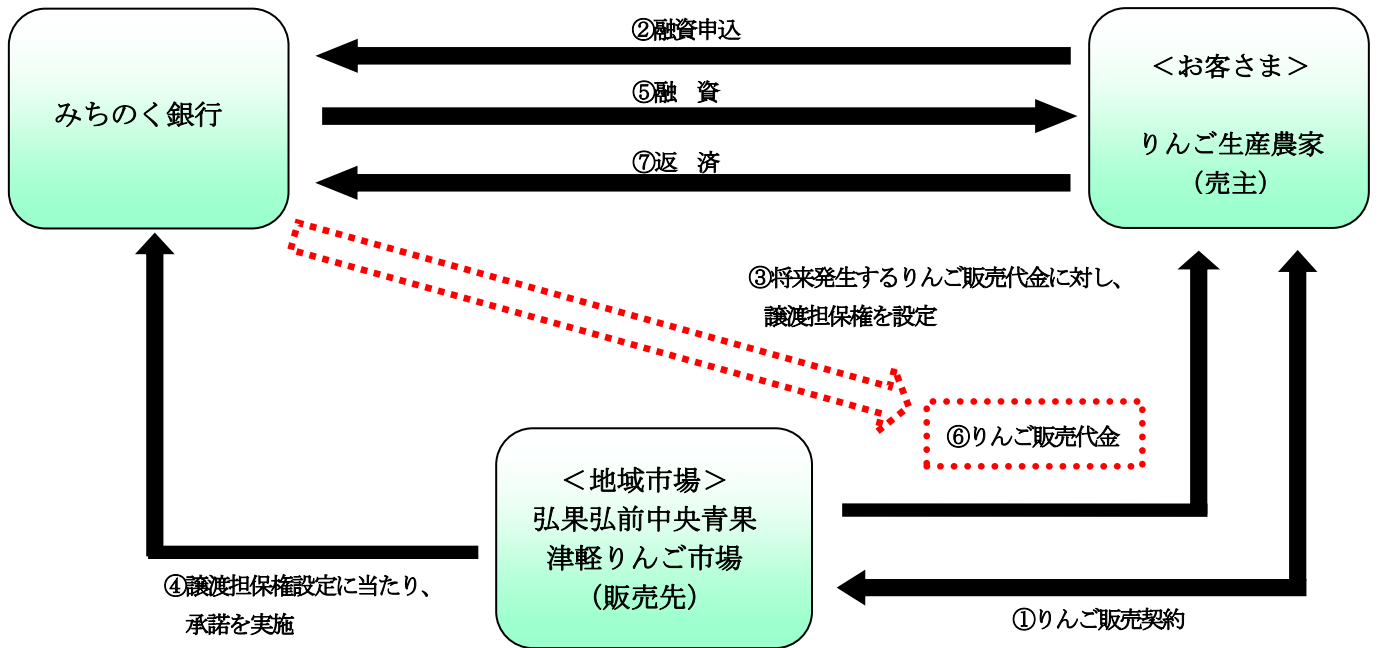 ②融資申込
⑤融　資
⑦返　済
みちのく銀行
＜お客さま＞
りんご生産農家
（売主）
③将来発生するりんご販売代金に対し、
譲渡担保権を設定
⑥りんご販売代金
＜地域市場＞
弘果弘前中央青果
津軽りんご市場
（販売先）
④譲渡担保権設定に当たり、
承諾を実施
①りんご販売契約